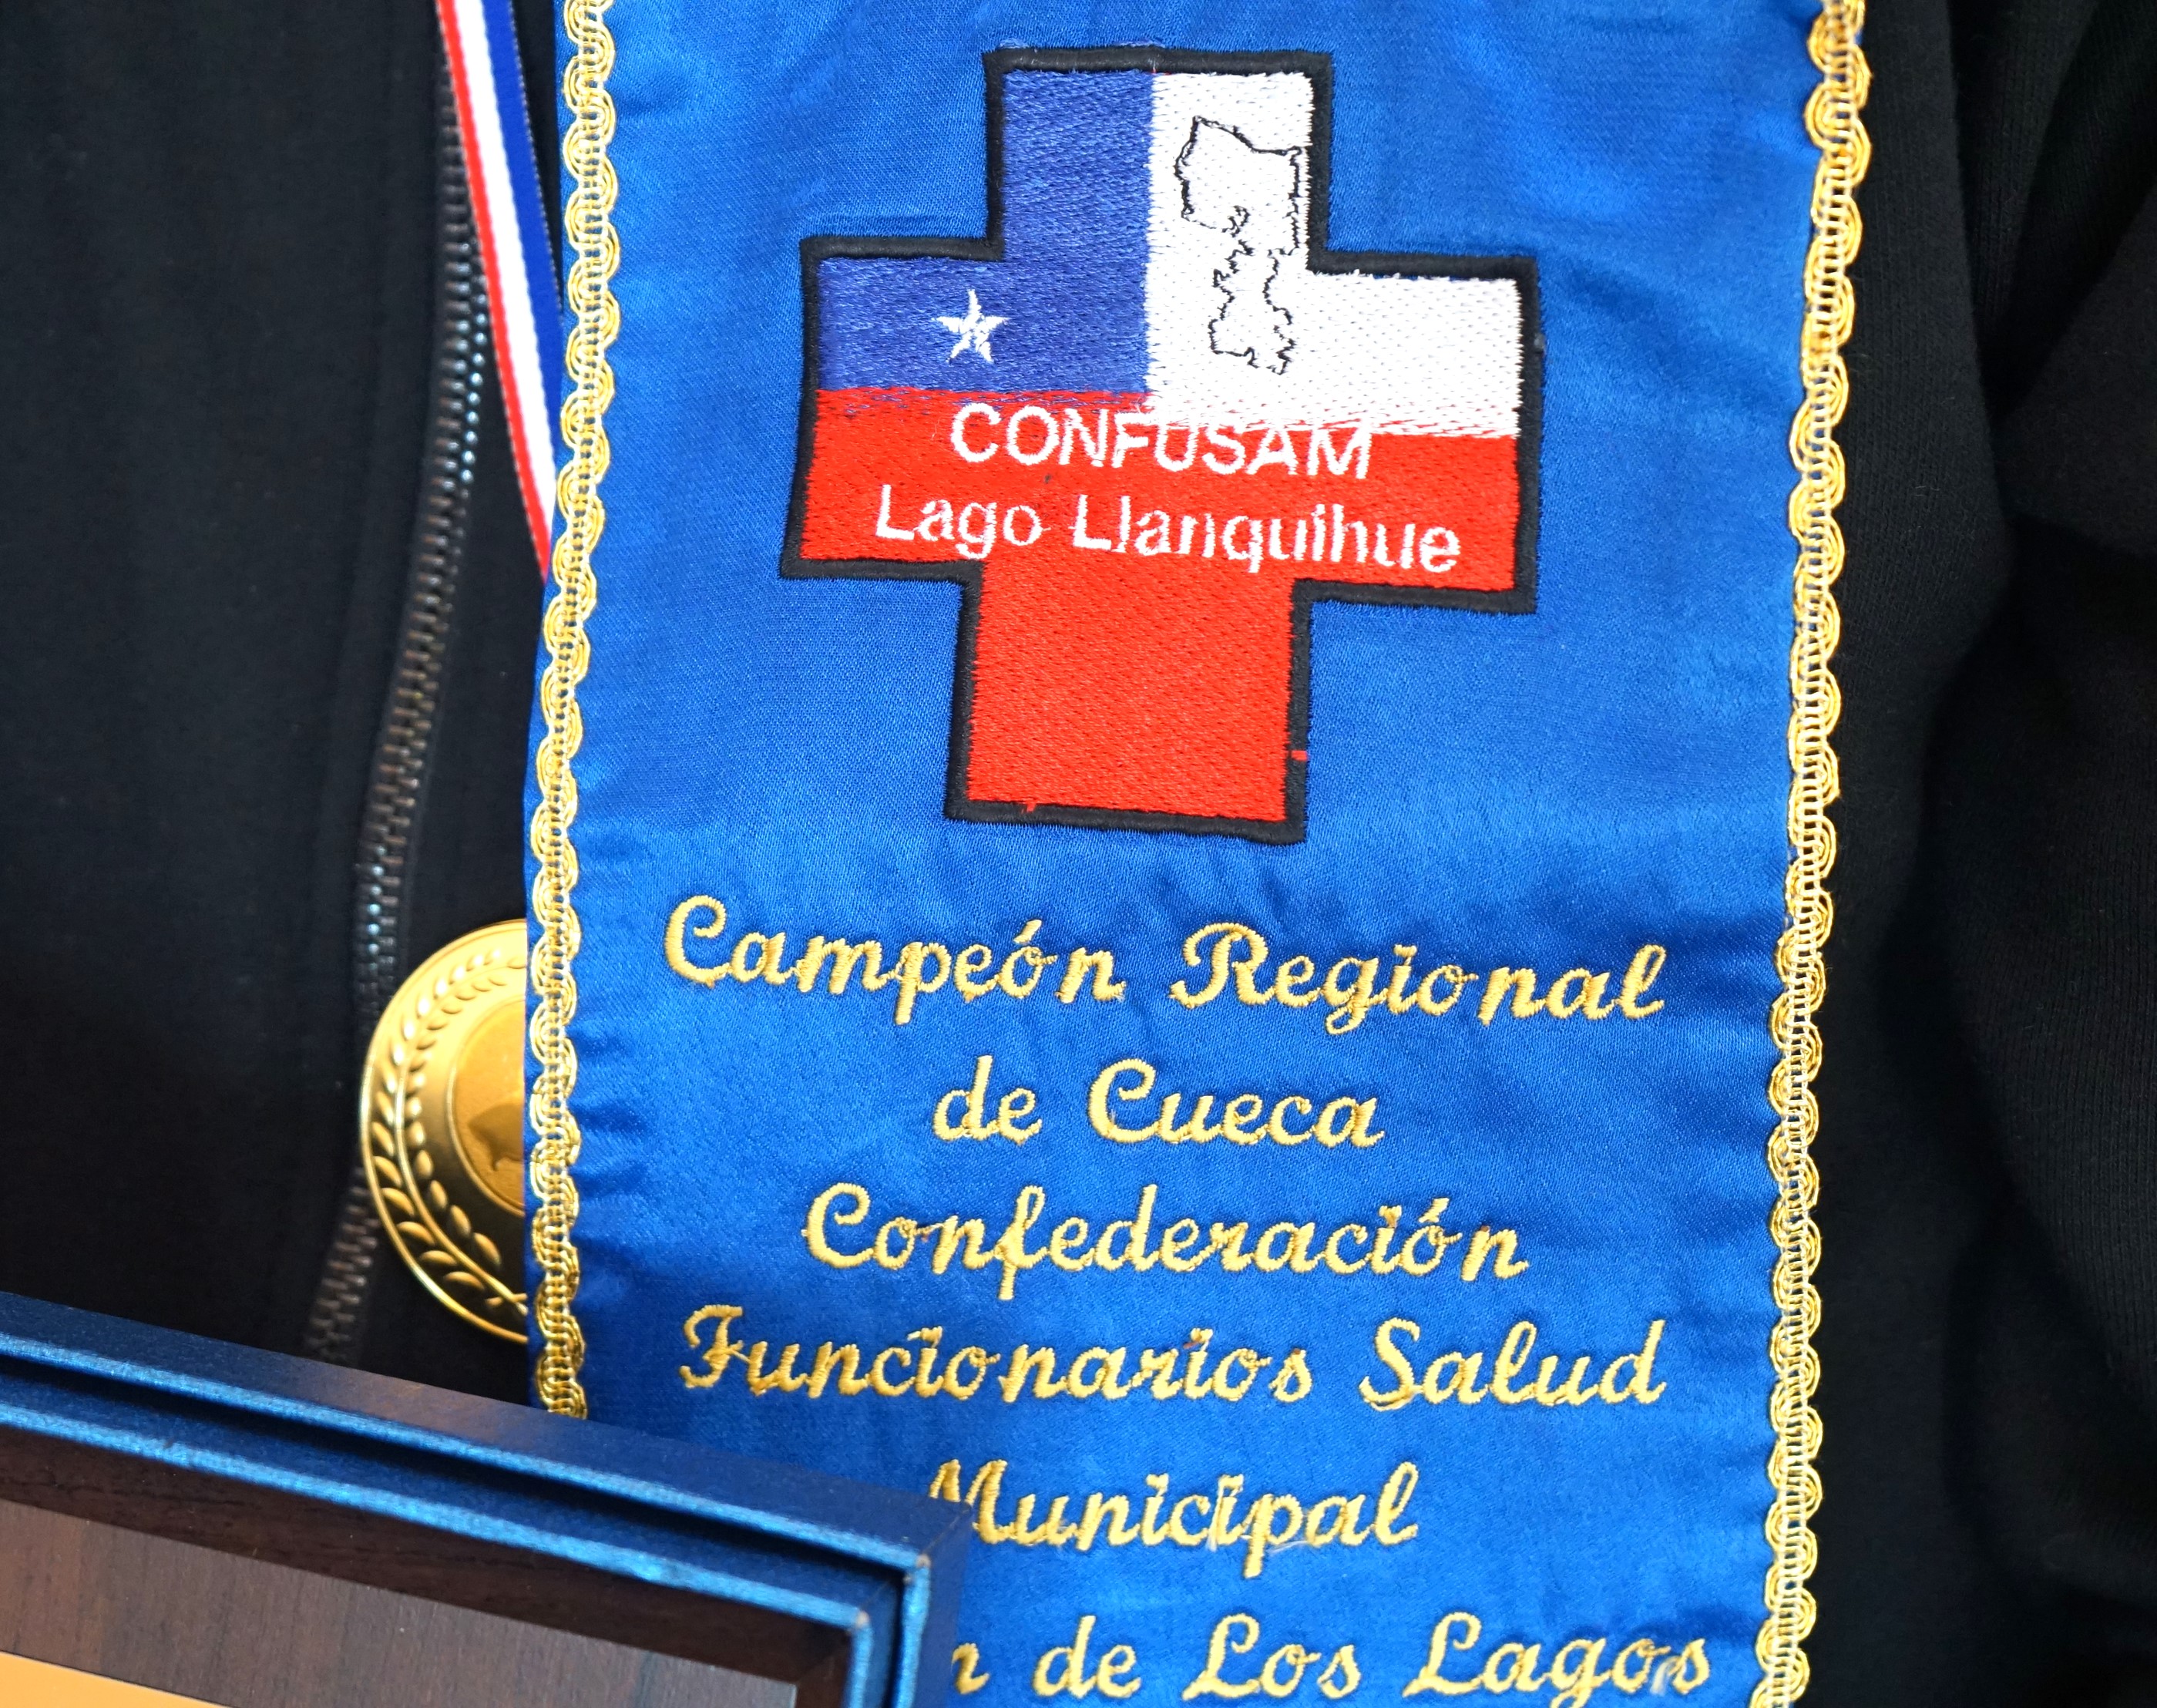 CONFUSAM
Lago Llanquihue
Campeón Regional
de Cueca
Confederación
Funcionarios Salud
Municipal
de Los Lagos